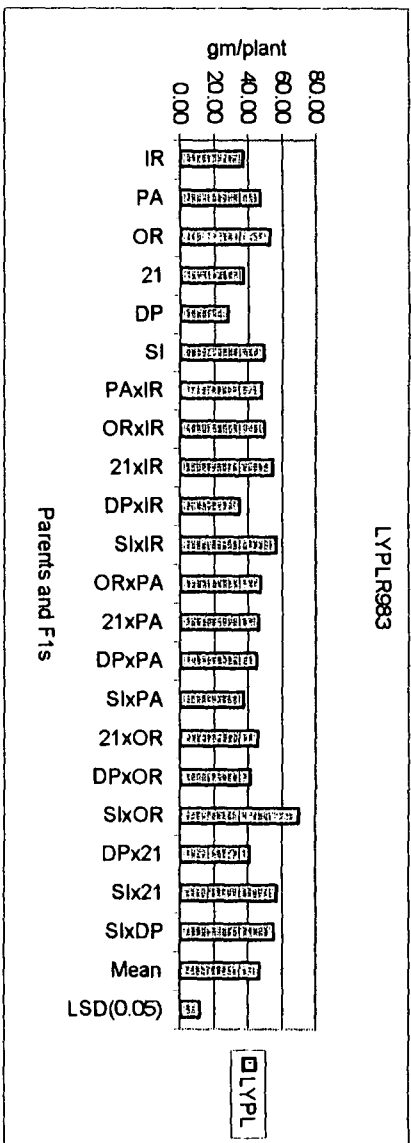 LYPLR983
gm/plant
80.00
60.00
40.00
20.00
0.00
IR
PA
OR
21
DP
SI
PAxIR
ORxIR
21xIR
DPxIR
SIxIR
ORxPA
21xPA
DPxPA
SIxPA
21xOR
DPxOR
SIxOR
DPx21
SIx21
SIxDP
Mean
LSD(0.05)
Parents and F1s
LYPL